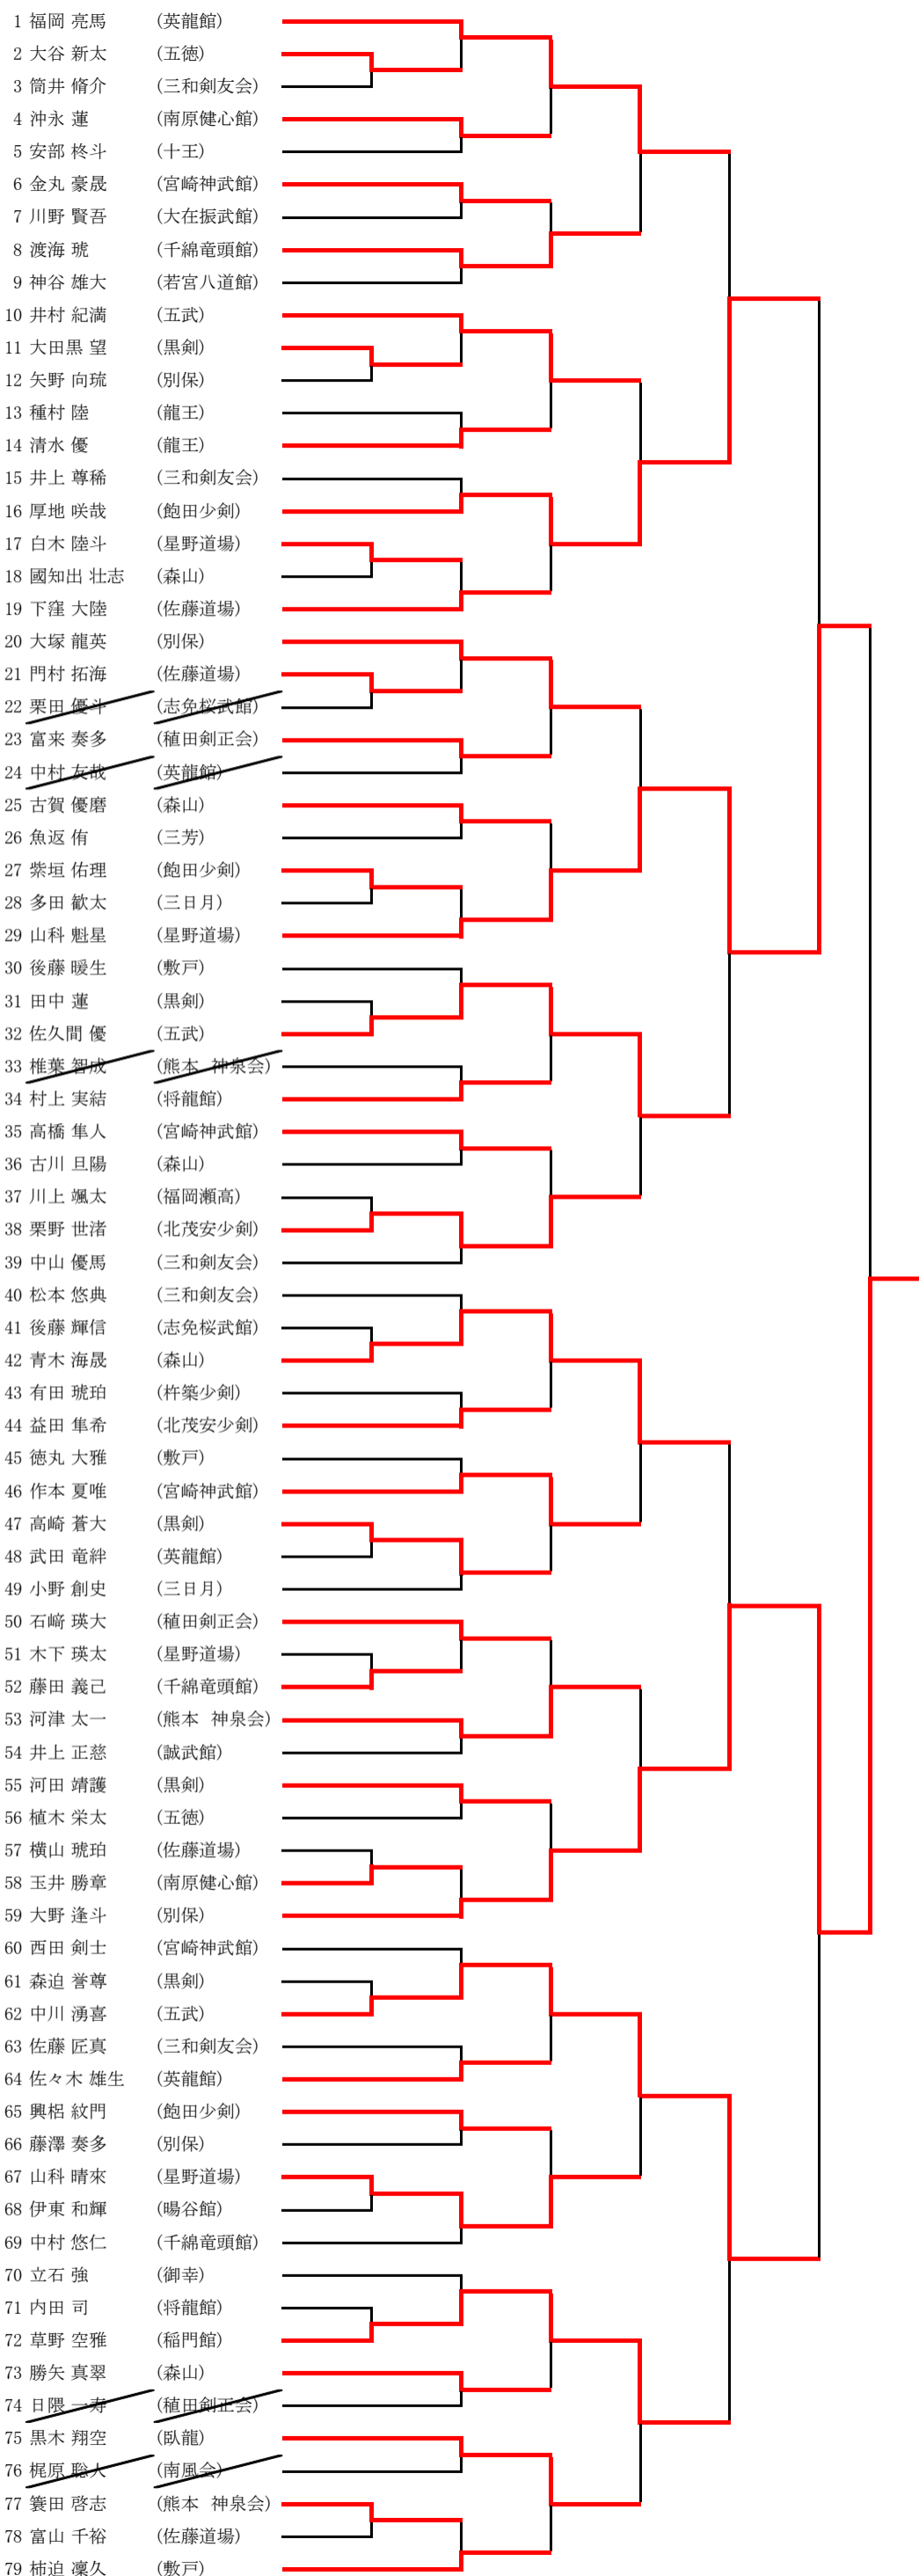 1 福岡 亮馬 (英龍館)
2 大谷 新太 (五徳)
3 筒井 脩介 (三和剣友会)
4 沖永 蓮 (南原健心館)
5 安部 柊斗 (十王)
6 金丸 豪晟 (宮崎神武館)
7 川野 賢吾 (大在振武館)
8 渡海 琥 (千綿竜頭館)
9 神谷 雄大 (若宮八道館)
10 井村 紀満 (五武)
11 大田黒 望 (黒剣)
12 矢野 向琉 (別保)
13 種村 陸 (龍王)
14 清水 優 (龍王)
15 井上 尊稀 (三和剣友会)
16 厚地 咲哉 (飽田少剣)
17 白木 陸斗 (星野道場)
18 國知出 壮志 (森山)
19 下窪 大陸 (佐藤道場)
20 大塚 龍英 (別保)
21 門村 拓海 (佐藤道場)
22 栗田 優斗 (志免桜武館)
23 富来 奏多 (稙田剣正会)
24 中村 友哉 (英龍館)
25 古賀 優磨 (森山)
26 魚返 侑 (三芳)
27 紫垣 佑理 (飽田少剣)
28 多田 歓太 (三日月)
29 山科 魁星 (星野道場)
30 後藤 暖生 (敷戸)
31 田中 蓮 (黒剣)
32 佐久間 優 (五武)
33 椎葉 智成 (熊本 神泉会)
34 村上 実結 (将龍館)
35 高橋 隼人 (宮崎神武館)
36 古川 旦陽 (森山)
37 川上 颯太 (福岡瀬高)
38 栗野 世渚 (北茂安少剣)
39 中山 優馬 (三和剣友会)
40 松本 悠典 (三和剣友会)
41 後藤 輝信 (志免桜武館)
42 青木 海晟 (森山)
43 有田 琥珀 (杵築少剣)
44 益田 隼希 (北茂安少剣)
45 徳丸 大雅 (敷戸)
46 作本 夏唯 (宮崎神武館)
47 高崎 蒼大 (黒剣)
48 武田 竜絆 (英龍館)
49 小野 創史 (三日月)
50 石﨑 瑛大 (稙田剣正会)
51 木下 瑛太 (星野道場)
52 藤田 義己 (千綿竜頭館)
53 河津 太一 (熊本 神泉会)
54 井上 正慈 (誠武館)
55 河田 靖護 (黒剣)
56 植木 栄太 (五徳)
57 横山 琥珀 (佐藤道場)
58 玉井 勝章 (南原健心館)
59 大野 逢斗 (別保)
60 西田 剣士 (宮崎神武館)
61 森迫 誉尊 (黒剣)
62 中川 湧喜 (五武)
63 佐藤 匠真 (三和剣友会)
64 佐々木 雄生 (英龍館)
65 興梠 紋門 (飽田少剣)
66 藤澤 奏多 (別保)
67 山科 晴來 (星野道場)
68 伊東 和輝 (暘谷館)
69 中村 悠仁 (千綿竜頭館)
70 立石 強 (御幸)
71 内田 司 (将龍館)
72 草野 空雅 (稲門館)
73 勝矢 真翠 (森山)
74 日隈 一寿 (稙田剣正会)
75 黒木 翔空 (臥龍)
76 梶原 聡人 (南風会)
77 簑田 啓志 (熊本 神泉会)
78 富山 千裕 (佐藤道場)
79 柿迫 凜久 (敷戸)